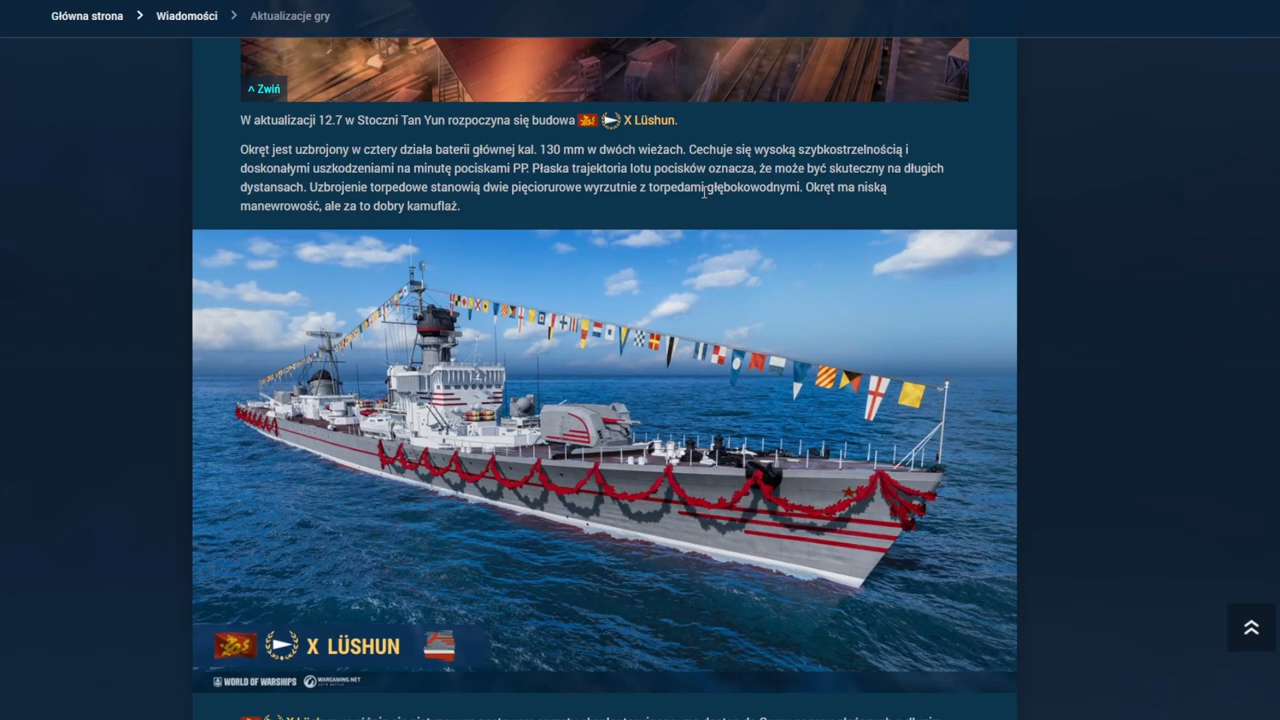 Główna strona > Wiadomości > Aktualizacje gry
^ Zwiń
W aktualizacji 12.7 w Stoczni Tan Yun rozpoczyna się budowa X Lüshun.
Okręt jest uzbrojony w cztery działa baterii głównej kal. 130 mm w dwóch wieżach. Cechuje się wysoką szybkostrzelnością i
doskonałymi uszkodzeniami na minutę pociskami PP. Płaska trajektoria lotu pocisków oznacza, że może być skuteczny na długich
dystansach. Uzbrojenie torpedowe stanowią dwie pięciorurowe wyrzutnie z torpedami głębokowodnymi. Okręt ma niską
manewrowość, ale za to dobry kamuflaż.
X LÜSHUN
WORLD OF WARSHIPS WARGAMING.NET